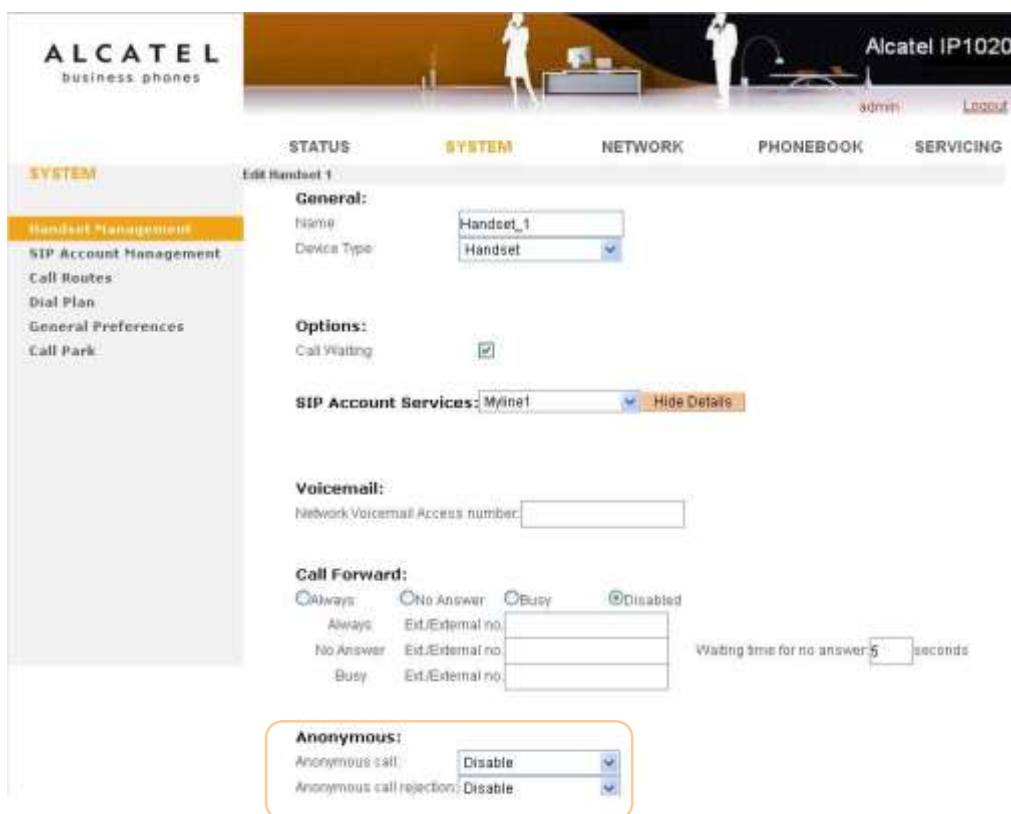 ALCATEL
business phones
Alcatel IP1020
admin Logout
STATUS SYSTEM NETWORK PHONEBOOK SERVICING
SYSTEM
Edit Handset 1
Handset Management
SIP Account Management
Call Routes
Dial Plan
General Preferences
Call Park
General:
Name Handset_1
Device Type Handset
Options:
Call Waiting
SIP Account Services: Myline1 Hide Details
Voicemail:
Network Voicemail Access number:
Call Forward:
Always No Answer Busy Disabled
Always Ext./External no.
No Answer Ext./External no. Waiting time for no answer: 5 seconds
Busy Ext./External no.
Anonymous:
Anonymous call: Disable
Anonymous call rejection: Disable